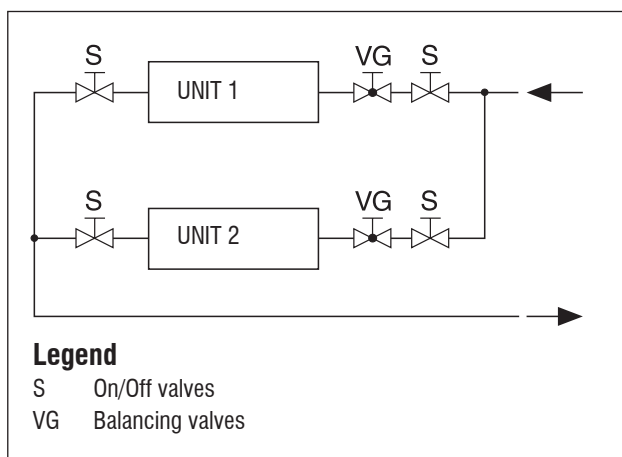 S VG S
UNIT 1
S VG S
UNIT 2
Legend
S On/Off valves
VG Balancing valves